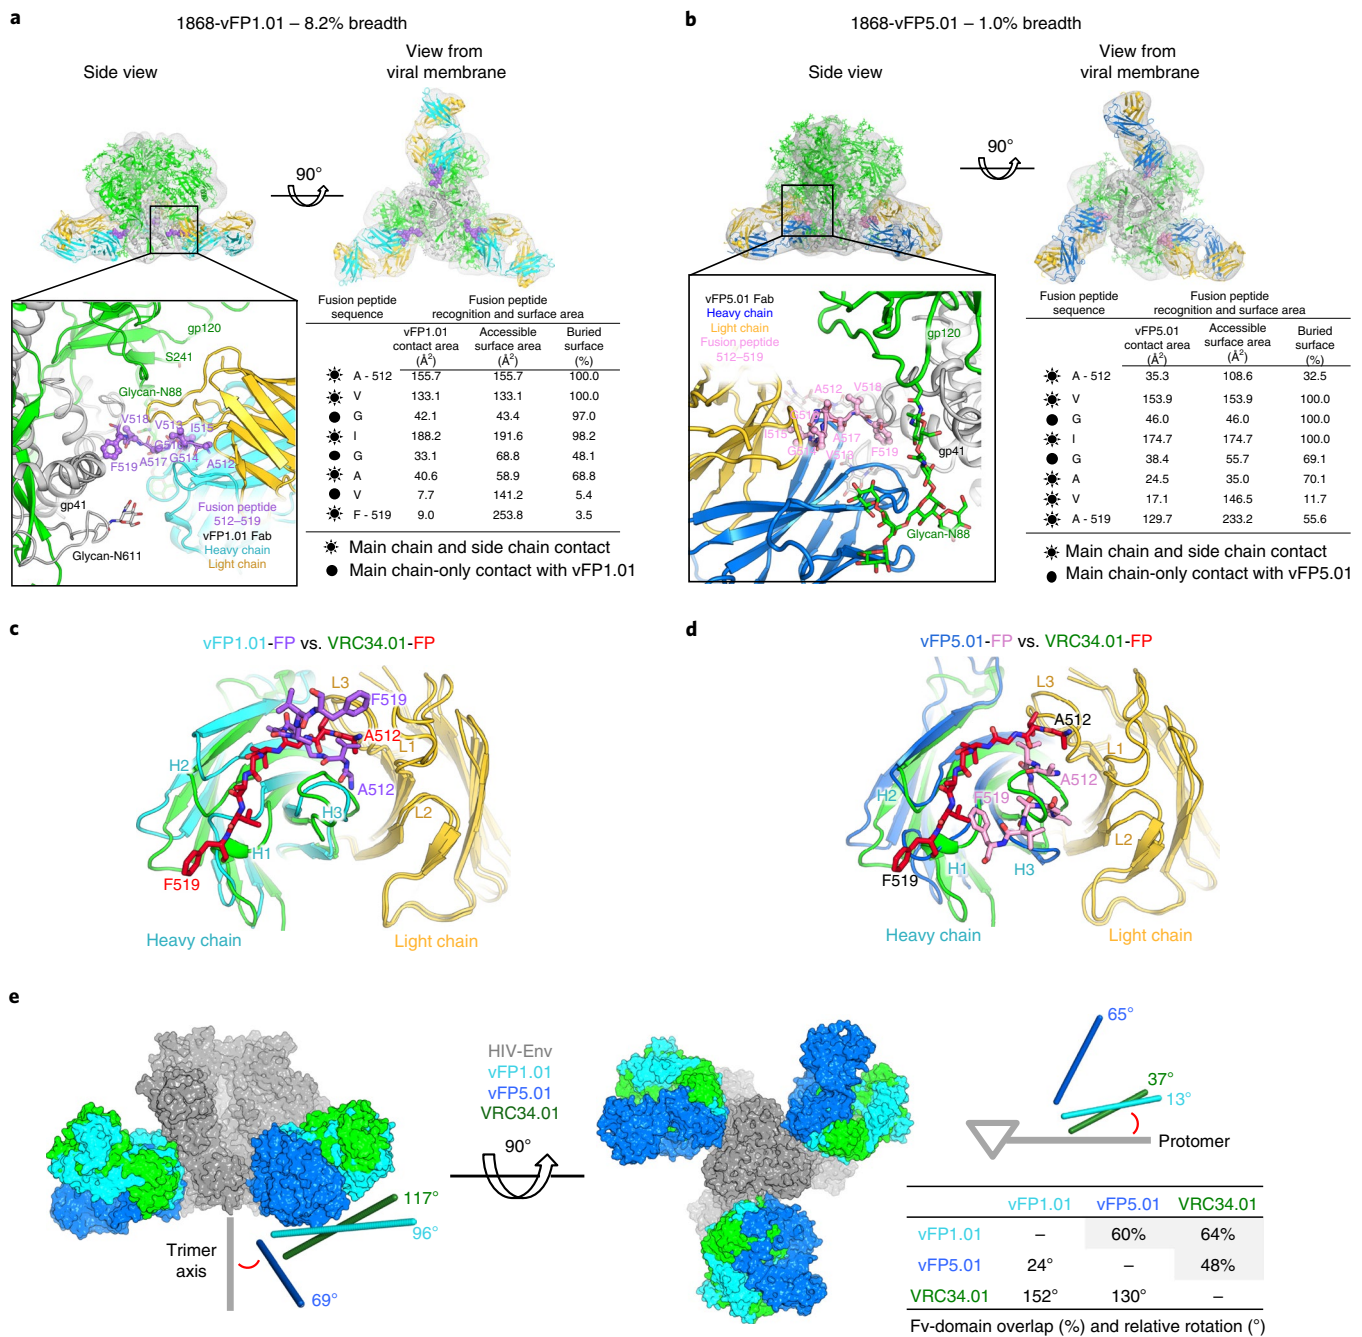 a
1868-vFP1.01 – 8.2% breadth
Side view
View from
viral membrane
90°
gp120
S241
Glycan-N88
V518
V513
I515
G516
F519
A517
G514
A512
gp41
Glycan-N611
Fusion peptide
512–519
vFP1.01 Fab
Heavy chain
Light chain
Fusion peptide
sequence
Fusion peptide
recognition and surface area
vFP1.01
contact area
(Å²)
Accessible
surface area
(Å²)
Buried
surface
(%)
A - 512 155.7 155.7 100.0
V 133.1 133.1 100.0
G 42.1 43.4 97.0
I 188.2 191.6 98.2
G 33.1 68.8 48.1
A 40.6 58.9 68.8
V 7.7 141.2 5.4
F - 519 9.0 253.8 3.5
Main chain and side chain contact
Main chain-only contact with vFP1.01
b
1868-vFP5.01 – 1.0% breadth
Side view
View from
viral membrane
90°
vFP5.01 Fab
Heavy chain
Light chain
Fusion peptide
512–519
gp120
A512
V518
I515
A517
G514
V513
F519
gp41
Glycan-N88
Fusion peptide
sequence
Fusion peptide
recognition and surface area
vFP5.01
contact area
(Å²)
Accessible
surface area
(Å²)
Buried
surface
(%)
A - 512 35.3 108.6 32.5
V 153.9 153.9 100.0
G 46.0 46.0 100.0
I 174.7 174.7 100.0
G 38.4 55.7 69.1
A 24.5 35.0 70.1
V 17.1 146.5 11.7
A - 519 129.7 233.2 55.6
Main chain and side chain contact
Main chain-only contact with vFP5.01
c
vFP1.01-FP vs. VRC34.01-FP
L3
F519
A512
L1
H2
A512
H3
L2
H1
F519
Heavy chain
Light chain
d
vFP5.01-FP vs. VRC34.01-FP
L3
A512
L1
A512
H2
F519
L2
H1
H3
F519
Heavy chain
Light chain
e
HIV-Env
vFP1.01
vFP5.01
VRC34.01
90°
Trimer
axis
117°
96°
69°
65°
37°
13°
Protomer
vFP1.01 vFP5.01 VRC34.01
vFP1.01 – 60% 64%
vFP5.01 24° – 48%
VRC34.01 152° 130° –
Fv-domain overlap (%) and relative rotation (°)